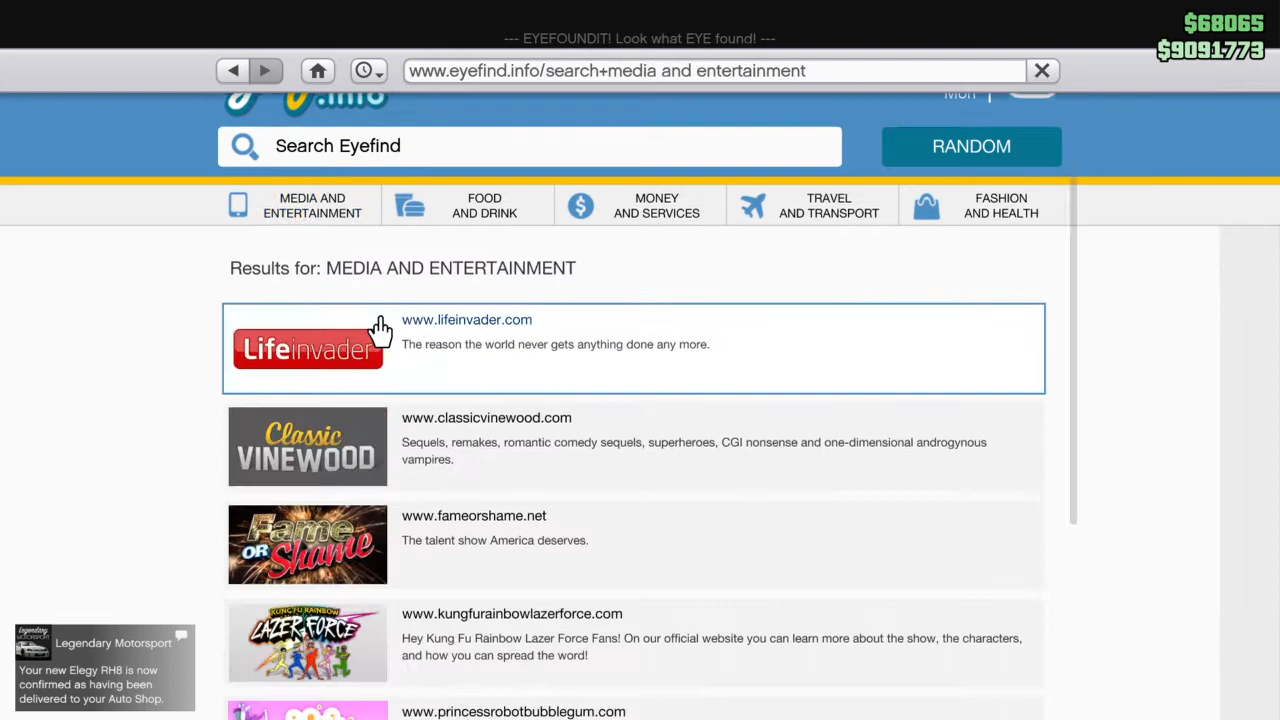 $68065
--- EYEFOUNDIT! Look what EYE found! ---
$9091773
www.eyefind.info/search+media and entertainment
.info
Search Eyefind
RANDOM
MEDIA AND ENTERTAINMENT
FOOD AND DRINK
MONEY AND SERVICES
TRAVEL AND TRANSPORT
FASHION AND HEALTH
Results for: MEDIA AND ENTERTAINMENT
Lifeinvader
www.lifeinvader.com
The reason the world never gets anything done any more.
Classic
VINEWOOD
www.classicvinewood.com
Sequels, remakes, romantic comedy sequels, superheroes, CGI nonsense and one-dimensional androgynous
vampires.
Fame
OR Shame
www.fameorshame.net
The talent show America deserves.
KUNG FU RAINBOW
LAZER FORCE
www.kungfurainbowlazerforce.com
Hey Kung Fu Rainbow Lazer Force Fans! On our official website you can learn more about the show, the characters,
and how you can spread the word!
www.princessrobotbubblegum.com
Legendary Motorsport
Your new Elegy RH8 is now
confirmed as having been
delivered to your Auto Shop.